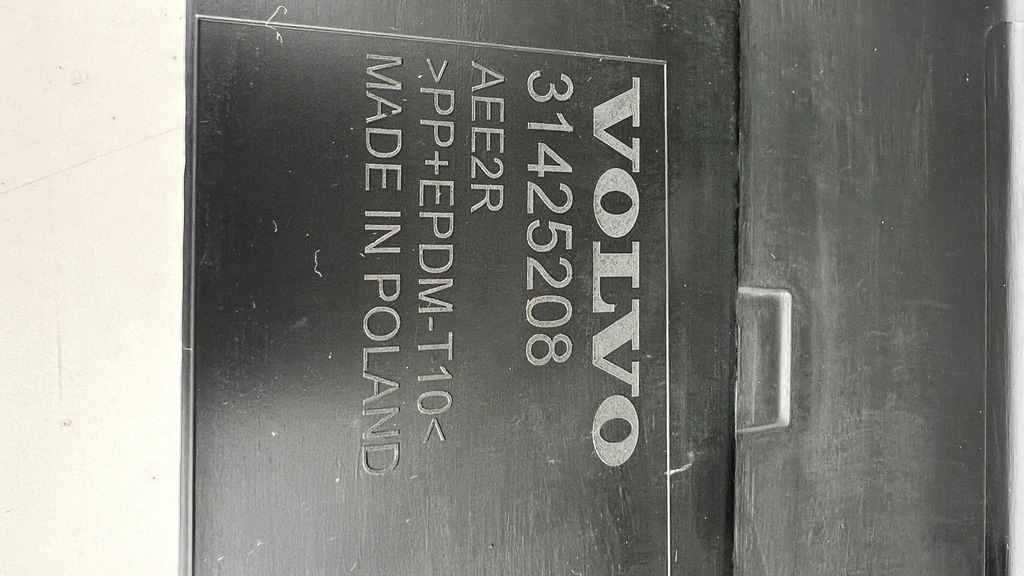 VOLVO
31425208
AEE2R
>PP+EPDM-T10<
MADE IN POLAND